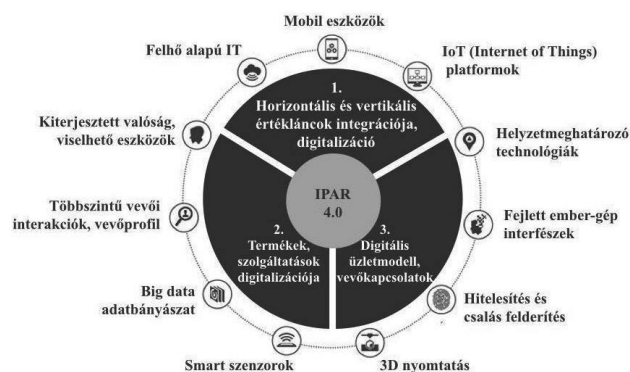 Mobil eszközök
Felhő alapú IT
IoT (Internet of Things)
platformok
Kiterjesztett valóság,
viselhető eszközök
Helyzetmeghatározó
technológiák
1.
Horizontális és vertikális
értékláncok integrációja,
digitalizáció
IPAR
4.0
2.
Termékek,
szolgáltatások
digitalizációja
3.
Digitális
üzletmodell,
vevőkapcsolatok
Többszintű vevői
interakciók, vevőprofil
Fejlett ember-gép
interfészek
Big data
adatbányászat
Hitelesítés és
csalás felderítés
Smart szenzorok
3D nyomtatás